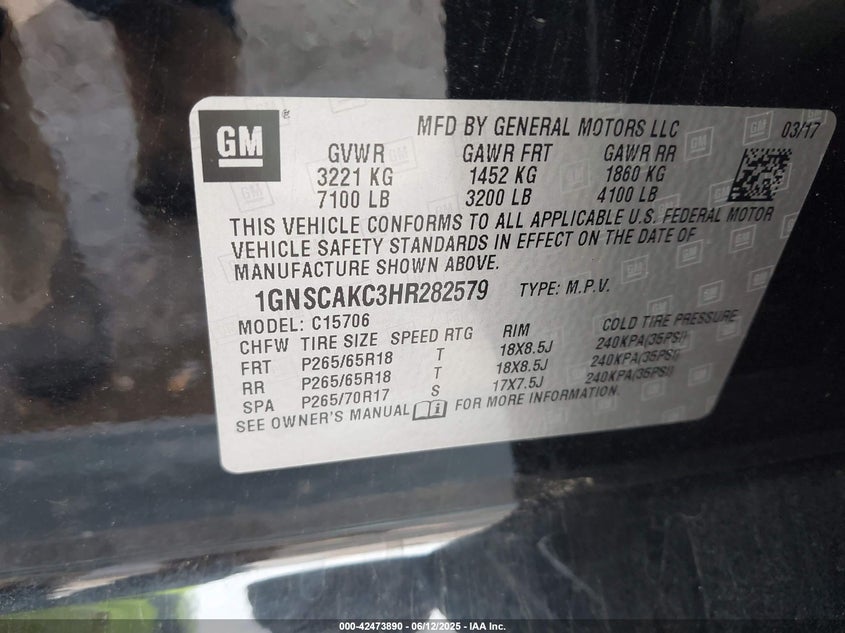 GM
®
MFD BY GENERAL MOTORS LLC 03/17
GVWR GAWR FRT GAWR RR
3221 KG 1452 KG 1860 KG
7100 LB 3200 LB 4100 LB
THIS VEHICLE CONFORMS TO ALL APPLICABLE U.S. FEDERAL MOTOR
VEHICLE SAFETY STANDARDS IN EFFECT ON THE DATE OF
MANUFACTURE SHOWN ABOVE.
1GNSCAKC3HR282579 TYPE: M.P.V.
MODEL: C15706
CHFW TIRE SIZE SPEED RTG RIM COLD TIRE PRESSURE
FRT P265/65R18 T 18X8.5J 240KPA(35PSI)
RR P265/65R18 T 18X8.5J 240KPA(35PSI)
SPA P265/70R17 S 17X7.5J 240KPA(35PSI)
SEE OWNER'S MANUAL FOR MORE INFORMATION.
000-42473890 - 06/12/2025 - IAA Inc.